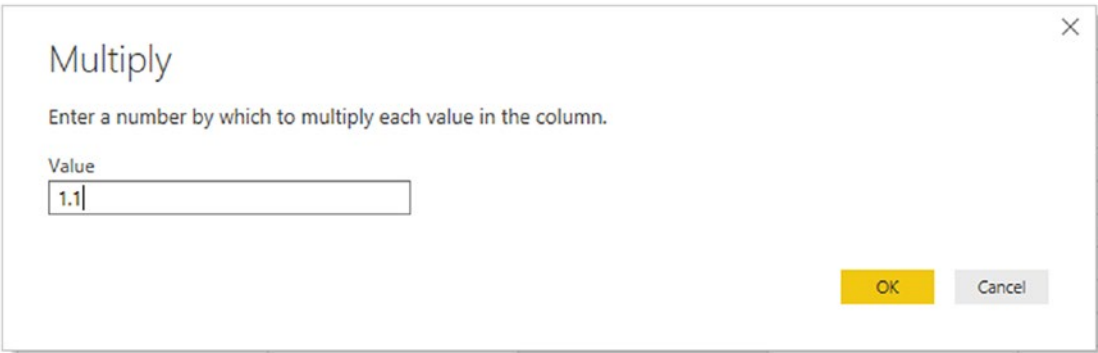 Multiply
Enter a number by which to multiply each value in the column.
Value
1.1
OK Cancel